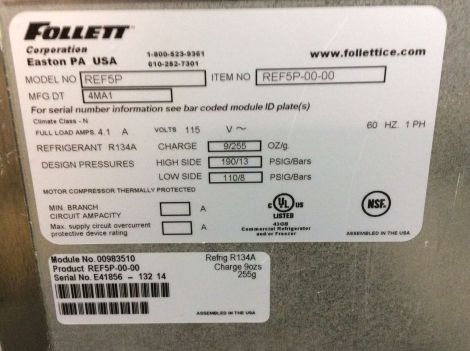 FOLLETT
Corporation
Easton PA USA
1-800-523-9361
610-252-7301
www.follettice.com
MODEL NO REF5P ITEM NO REF5P-00-00
MFG DT 4MA1
For serial number information see bar coded module ID plate(s)
Climate Class - N
FULL LOAD AMPS. 4.1 A VOLTS 115 V ~ 60 HZ. 1 PH
REFRIGERANT R134A CHARGE 9/255 OZ/g.
DESIGN PRESSURES HIGH SIDE 190/13 PSIG/Bars
LOW SIDE 110/8 PSIG/Bars
MOTOR COMPRESSOR THERMALLY PROTECTED
MIN. BRANCH
CIRCUIT AMPACITY A
Max. supply circuit overcurrent
protective device rating A
C UL US
LISTED
43GB
Commercial Refrigerator
and/or Freezer
NSF.
ASSEMBLED IN THE USA
Module No. 00983510
Product REF5P-00-00
Serial No. E41856 - 132 14
Refrig R134A
Charge 9ozs
255g
ASSEMBLED IN THE USA